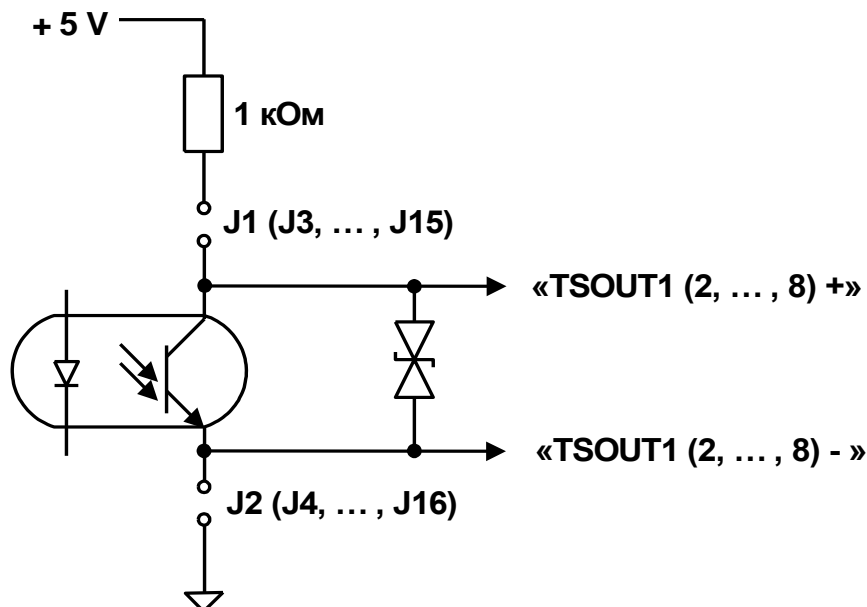 + 5 V
1 кОм
J1 (J3, … , J15)
«TSOUT1 (2, … , 8) +»
«TSOUT1 (2, … , 8) - »
J2 (J4, … , J16)